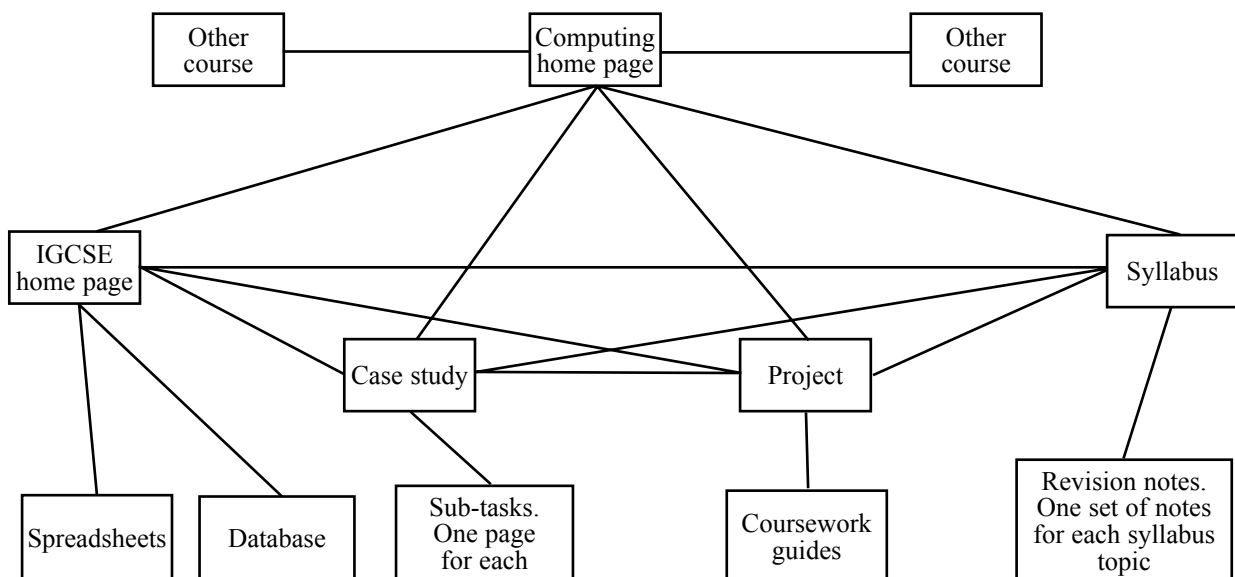 Other
course
Computing
home page
Other
course
IGCSE
home page
Syllabus
Case study
Project
Spreadsheets
Database
Sub-tasks.
One page
for each
Coursework
guides
Revision notes.
One set of notes
for each syllabus
topic